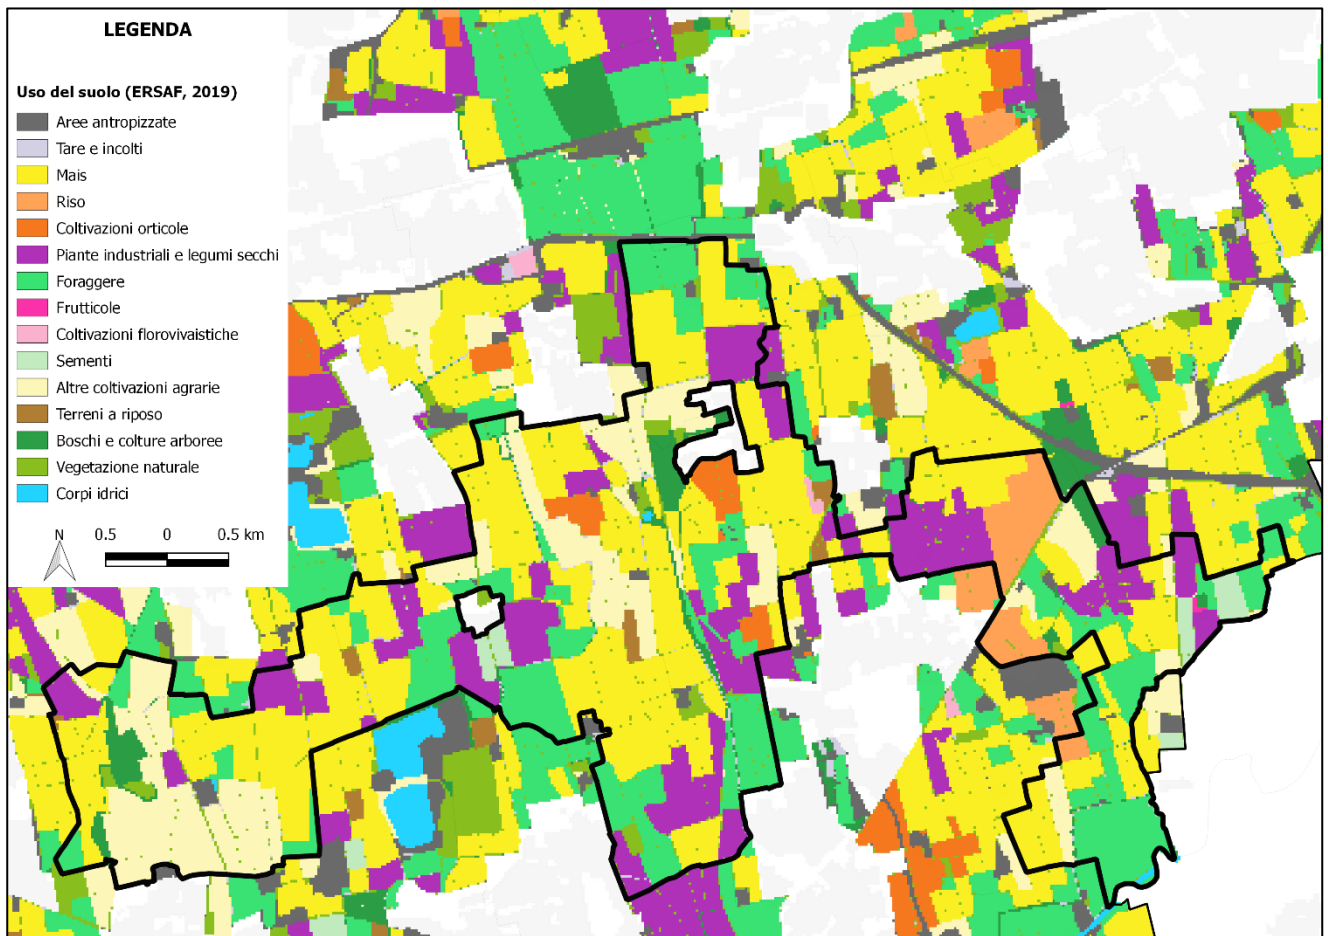 LEGENDA
Uso del suolo (ERSAF, 2019)
Aree antropizzate
Tare e incolti
Mais
Riso
Coltivazioni orticole
Piante industriali e legumi secchi
Foraggere
Frutticole
Coltivazioni florovivaistiche
Sementi
Altre coltivazioni agrarie
Terreni a riposo
Boschi e colture arboree
Vegetazione naturale
Corpi idrici
N
0.5 0 0.5 km